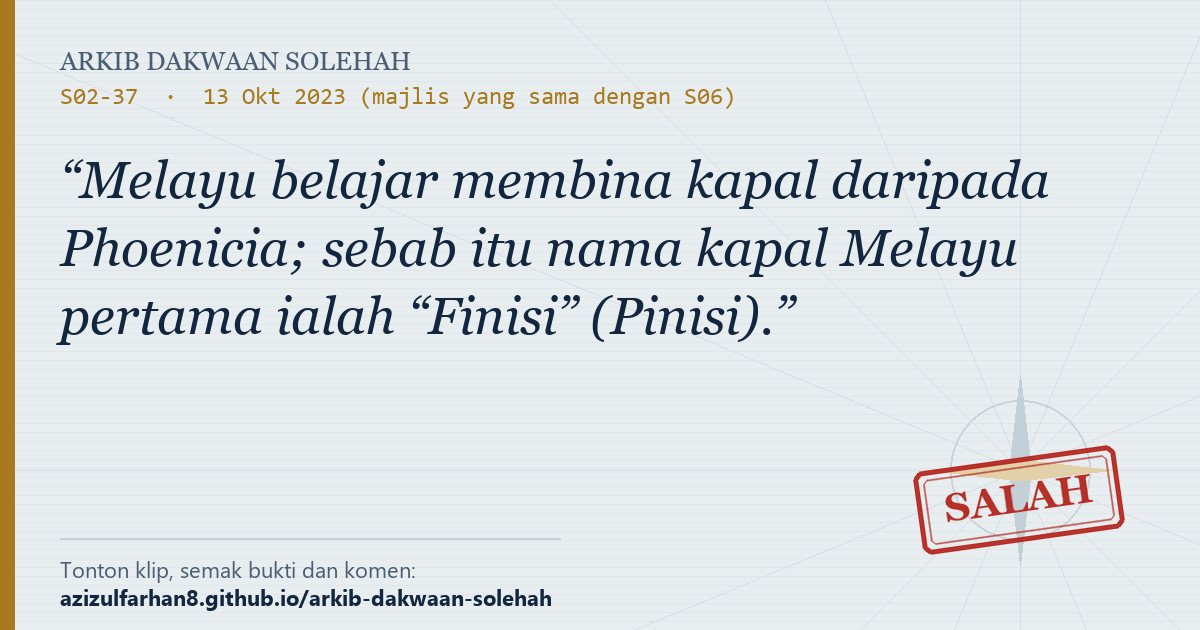 ARKIB DAKWAAN SOLEHAH
S02-37 · 13 Okt 2023 (majlis yang sama dengan S06)
“Melayu belajar membina kapal daripada
Phoenicia; sebab itu nama kapal Melayu
pertama ialah “Finisi” (Pinisi).”
SALAH
Tonton klip, semak bukti dan komen:
azizulfarhan8.github.io/arkib-dakwaan-solehah